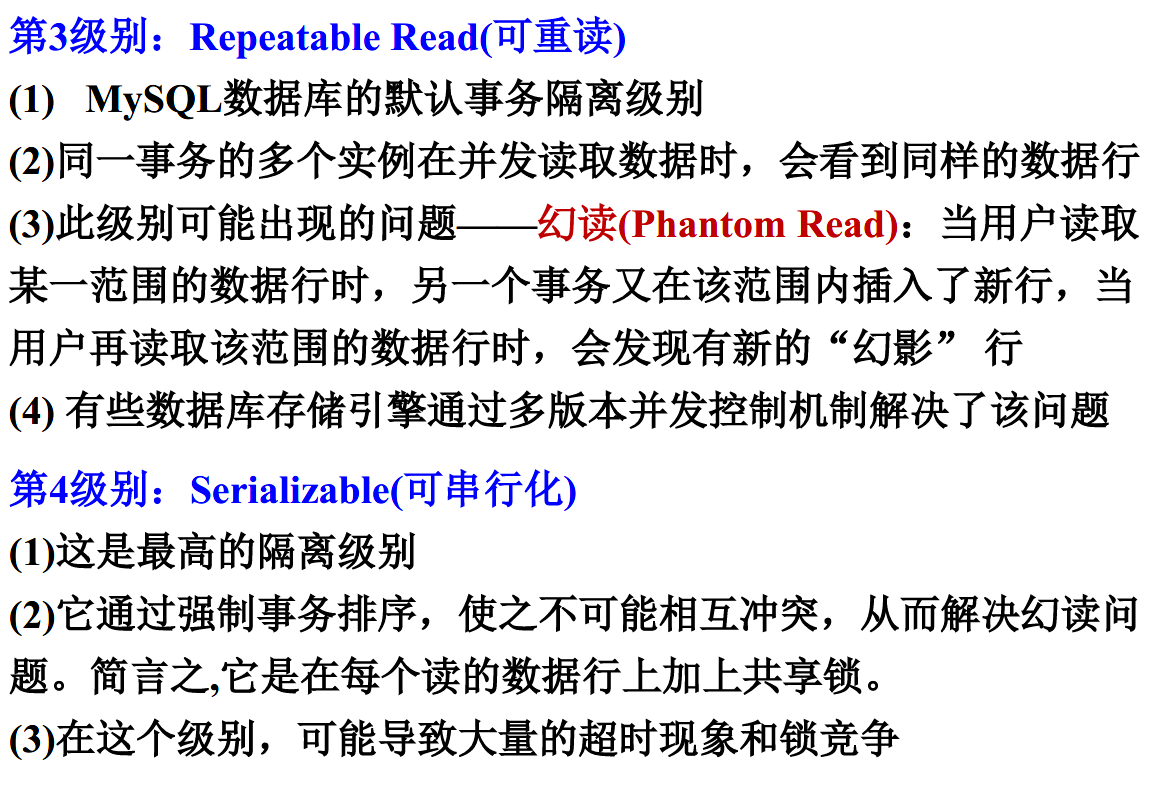 第3级别：Repeatable Read(可重读)
(1) MySQL数据库的默认事务隔离级别
(2)同一事务的多个实例在并发读取数据时，会看到同样的数据行
(3)此级别可能出现的问题——幻读(Phantom Read)：当用户读取
某一范围的数据行时，另一个事务又在该范围内插入了新行，当
用户再读取该范围的数据行时，会发现有新的“幻影” 行
(4) 有些数据库存储引擎通过多版本并发控制机制解决了该问题
第4级别：Serializable(可串行化)
(1)这是最高的隔离级别
(2)它通过强制事务排序，使之不可能相互冲突，从而解决幻读问
题。简言之,它是在每个读的数据行上加上共享锁。
(3)在这个级别，可能导致大量的超时现象和锁竞争